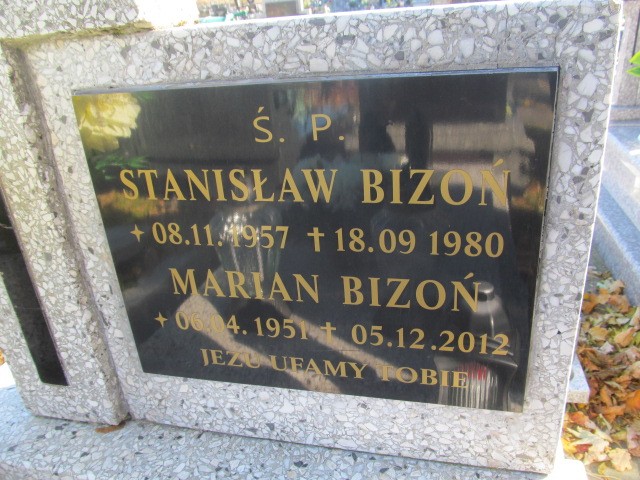 Ś. P.
STANISŁAW BIZOŃ
+ 08.11.1957 † 18.09 1980
MARIAN BIZOŃ
+ 06.04.1951 † 05.12.2012
JEZU UFAMY TOBIE